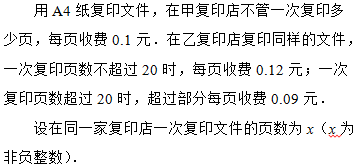 用A4纸复印文件，在甲复印店不管一次复印多
少页，每页收费 0.1 元．在乙复印店复印同样的文件，
一次复印页数不超过 20 时，每页收费 0.12 元；一次
复印页数超过 20 时，超过部分每页收费 0.09 元．
设在同一家复印店一次复印文件的页数为 x（x 为
非负整数）．